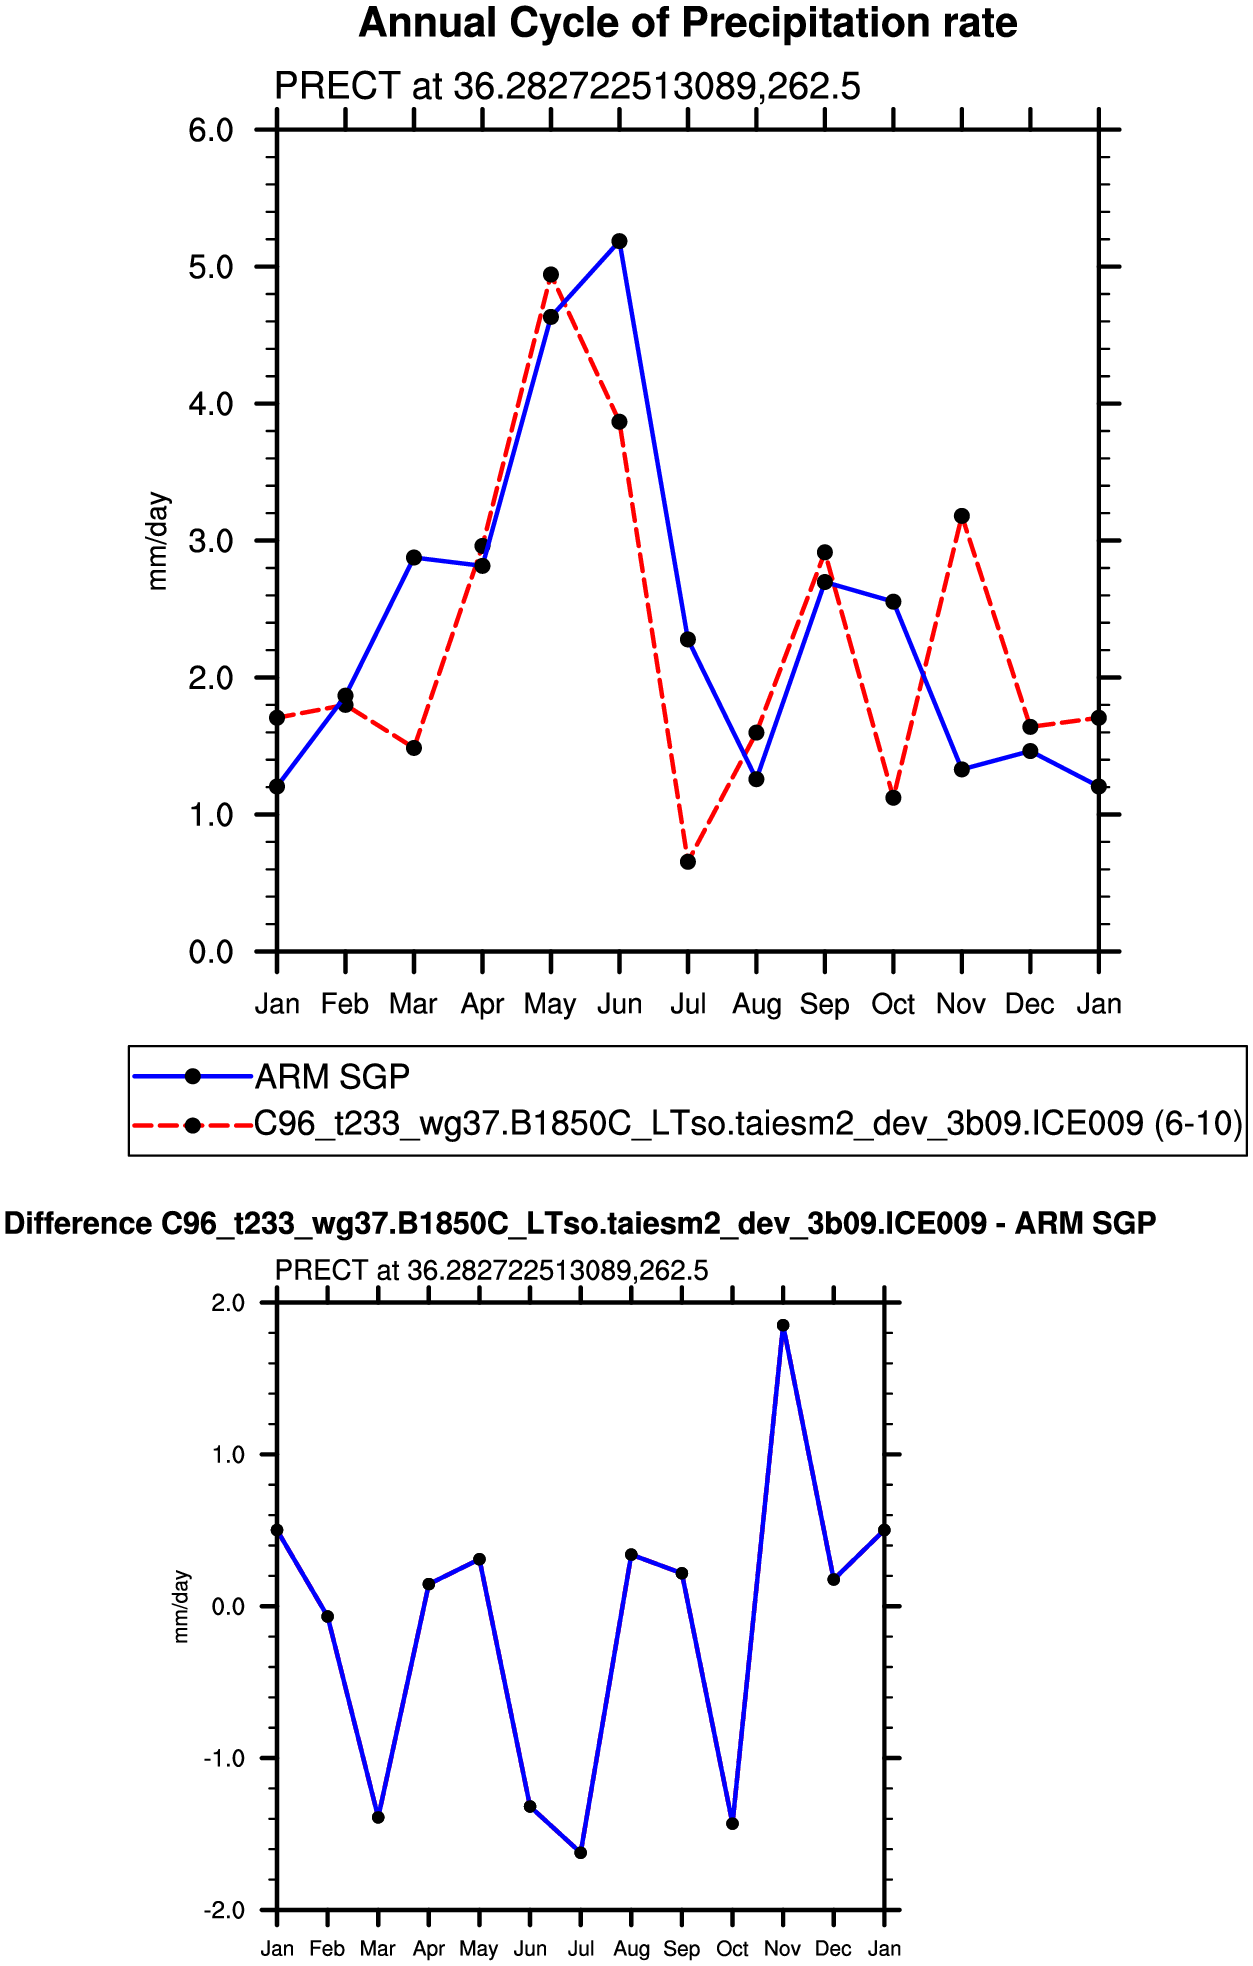 Annual Cycle of Precipitation rate
PRECT at 36.282722513089,262.5
6.0
5.0
4.0
3.0
2.0
1.0
0.0
mm/day
Jan Feb Mar Apr May Jun Jul Aug Sep Oct Nov Dec Jan
ARM SGP
C96_t233_wg37.B1850C_LTso.taiesm2_dev_3b09.ICE009 (6-10)
Difference C96_t233_wg37.B1850C_LTso.taiesm2_dev_3b09.ICE009 - ARM SGP
PRECT at 36.282722513089,262.5
2.0
1.0
0.0
-1.0
-2.0
mm/day
Jan Feb Mar Apr May Jun Jul Aug Sep Oct Nov Dec Jan